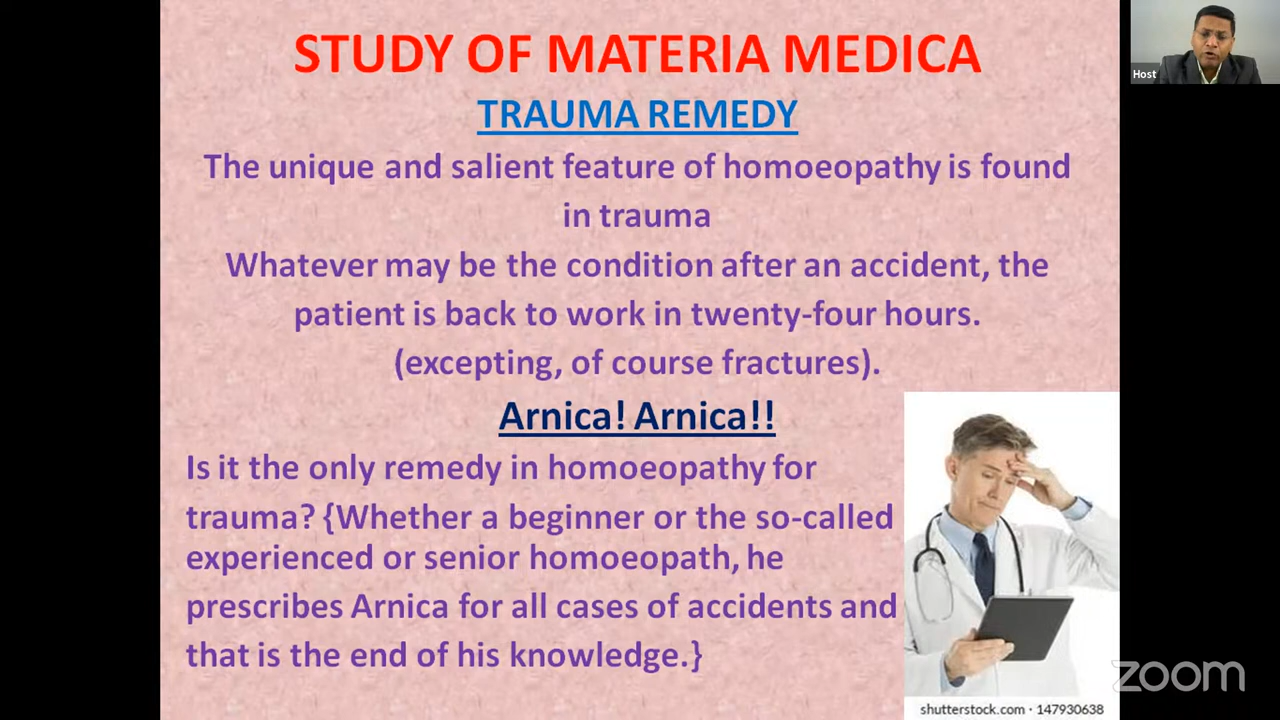 STUDY OF MATERIA MEDICA
TRAUMA REMEDY
The unique and salient feature of homoeopathy is found
in trauma
Whatever may be the condition after an accident, the
patient is back to work in twenty-four hours.
(excepting, of course fractures).
Arnica! Arnica!!
Is it the only remedy in homoeopathy for
trauma? {Whether a beginner or the so-called
experienced or senior homoeopath, he
prescribes Arnica for all cases of accidents and
that is the end of his knowledge.}
shutterstock.com · 147930638
Host
zoom